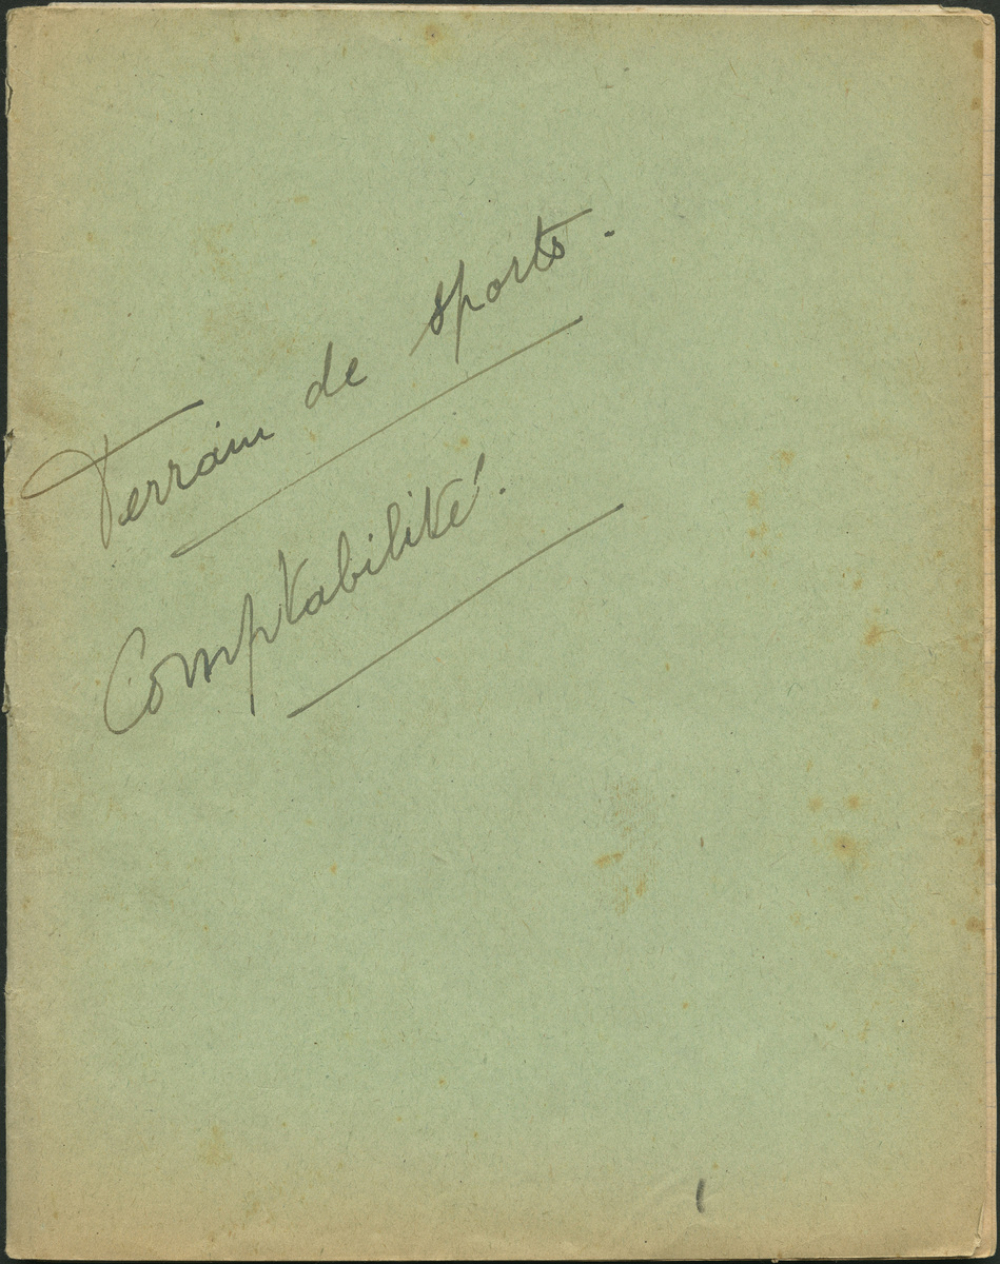 Terrain de sports.
Comptabilité.